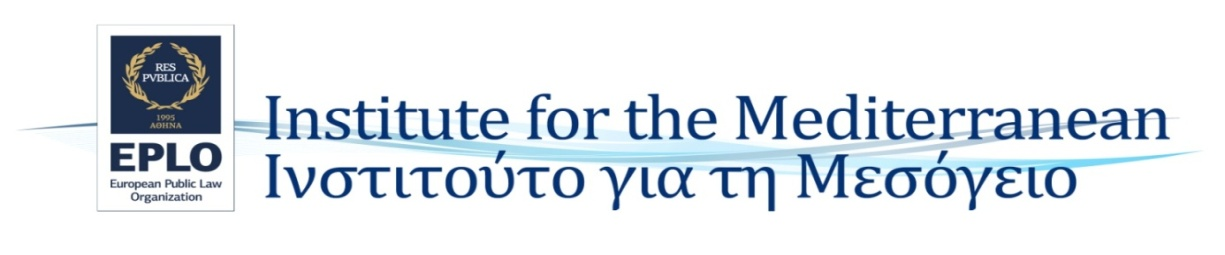 RES
PVBLICA
1995
ΑΘΗΝΑ
EPLO
European Public Law
Organization
Institute for the Mediterranean
Ινστιτούτο για τη Μεσόγειο